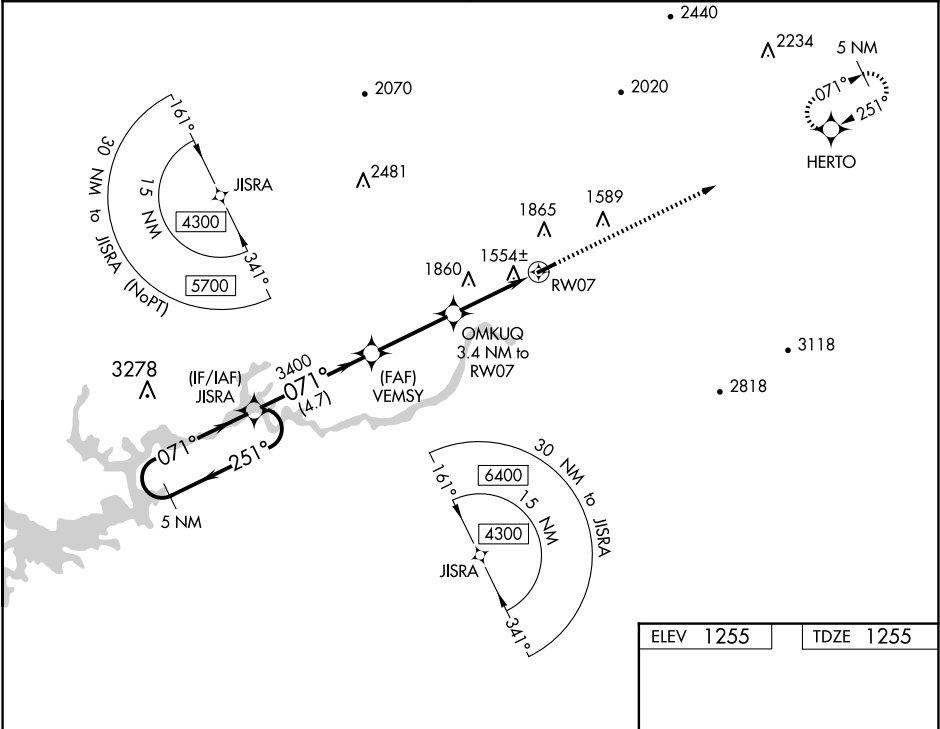 2440
2234
5 NM
071°
251°
HERTO
2070
2020
161°
30 NM to JISRA (NoPT)
15 NM
JISRA
4300
341°
5700
2481
1865
1589
1860
1554±
RW07
OMKUQ
3.4 NM to
RW07
3118
2818
3278
(IF/IAF)
JISRA
3400
071°
(4.7)
(FAF)
VEMSY
071°
251°
5 NM
161°
6400
30 NM to JISRA
15 NM
4300
JISRA
341°
ELEV 1255
TDZE 1255